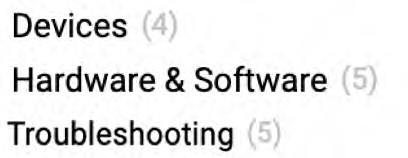 Devices (4)
Hardware & Software (5)
Troubleshooting (5)